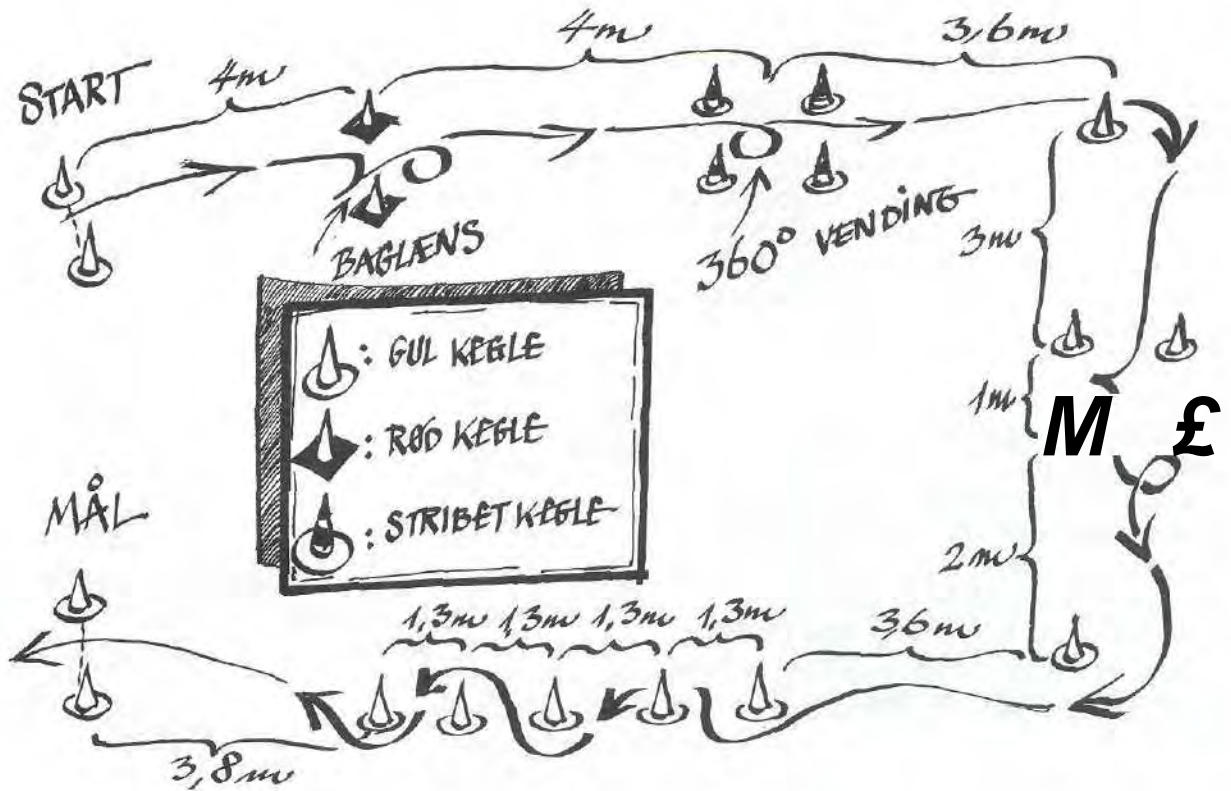 START
4m
4m
3,6m
BAGLÆNS
360° VENDING
3m
: GUL KEGLE
: RØD KEGLE
: STRIBET KEGLE
1m
M £
MÅL
2m
1,3m 1,3m 1,3m 1,3m
3,6m
3,8m